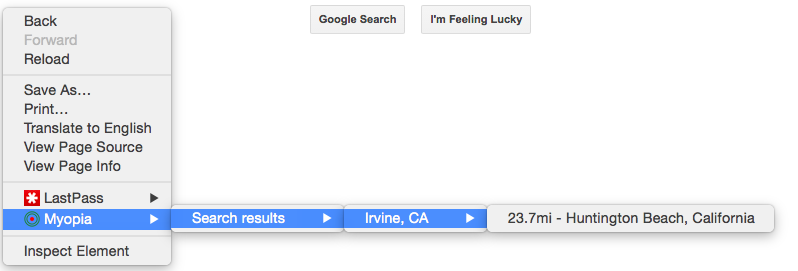 Back
Forward
Reload
Save As…
Print…
Translate to English
View Page Source
View Page Info
LastPass
Myopia
Inspect Element
Search results
Irvine, CA
23.7mi - Huntington Beach, California
Google Search
I'm Feeling Lucky